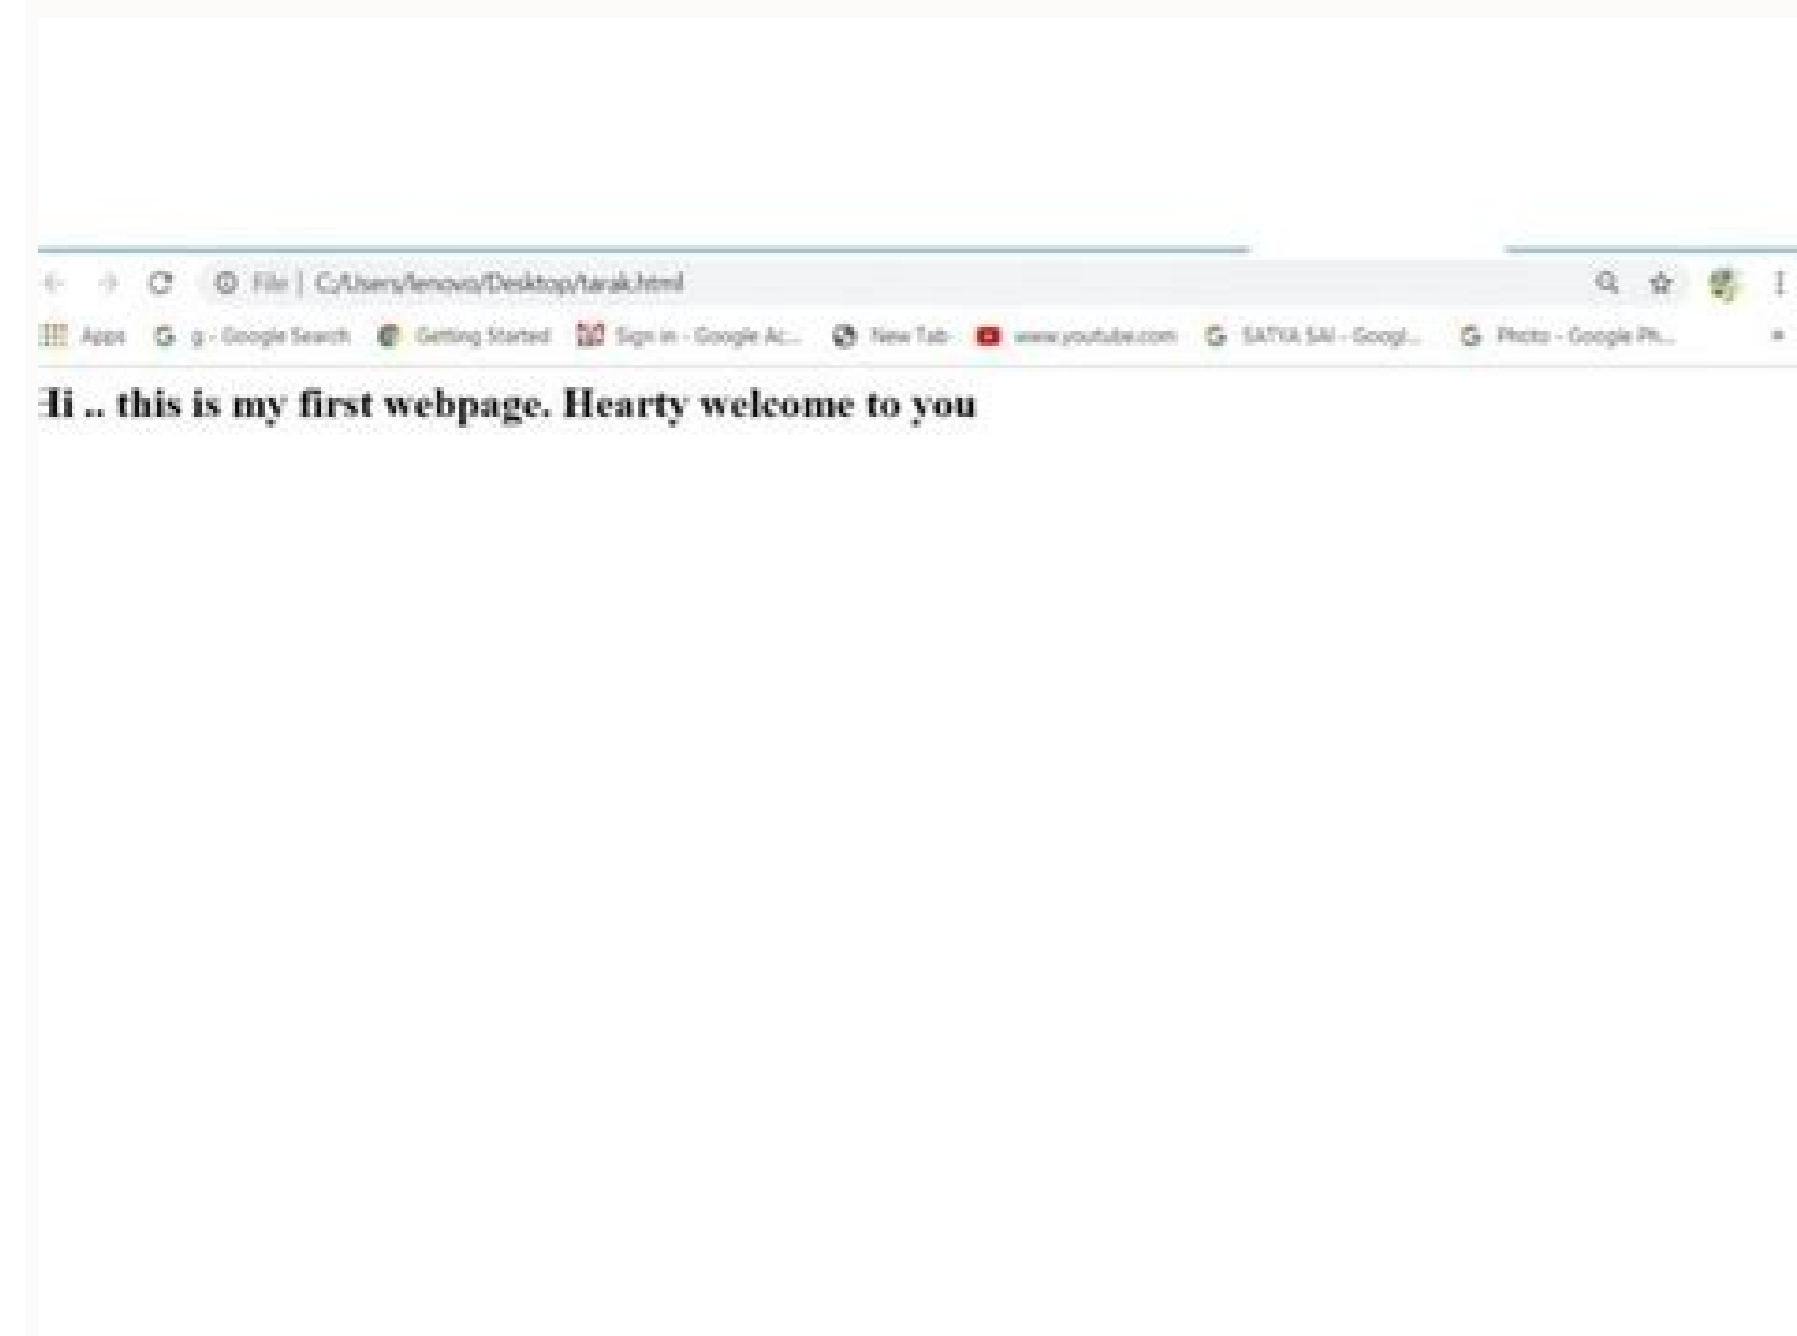 File | C:/Users/lenovo/Desktop/tarak.html
Apps g - Google Search Getting Started Sign in - Google Ac... New Tab www.youtube.com SATYA SAI - Googl... Photo - Google Ph...
Hi .. this is my first webpage. Hearty welcome to you